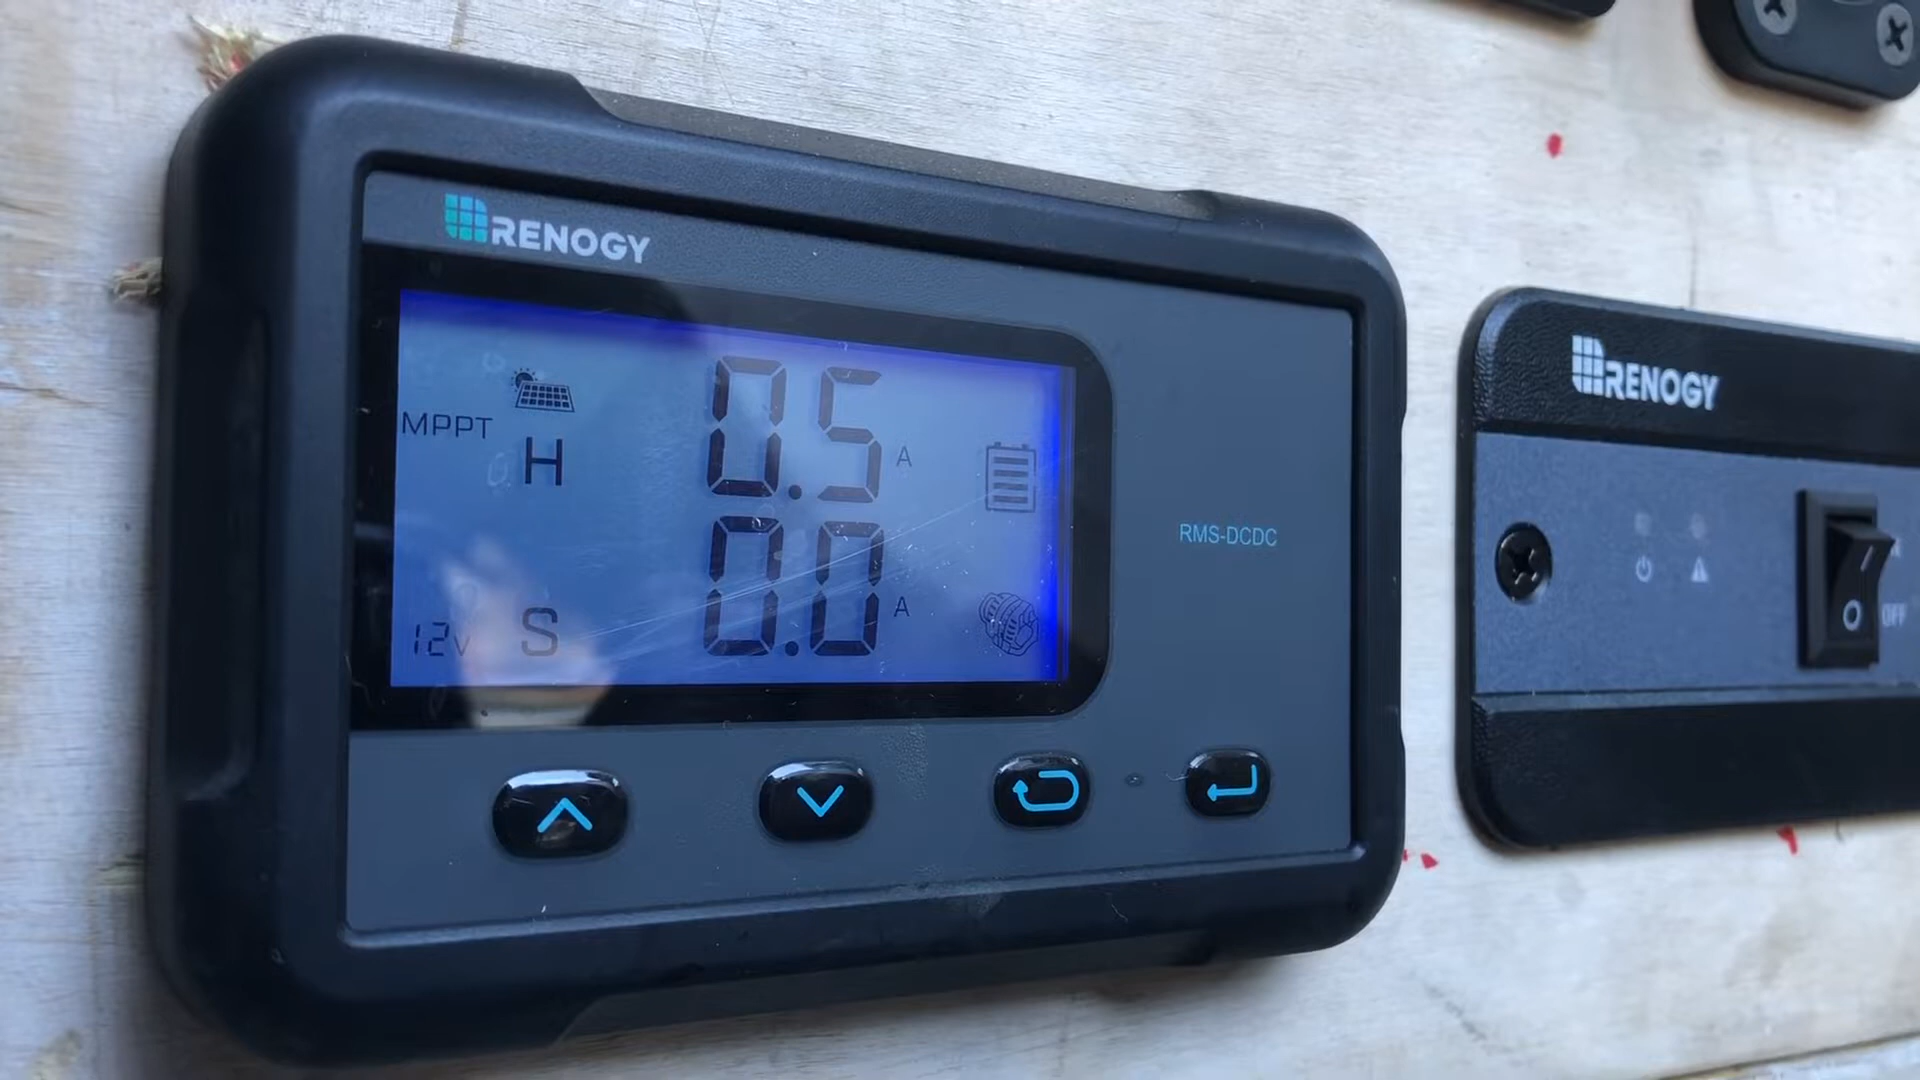 RENOGY
MPPT
H
0.5 A
12V
S
0.0 A
RMS-DCDC
RENOGY
OFF